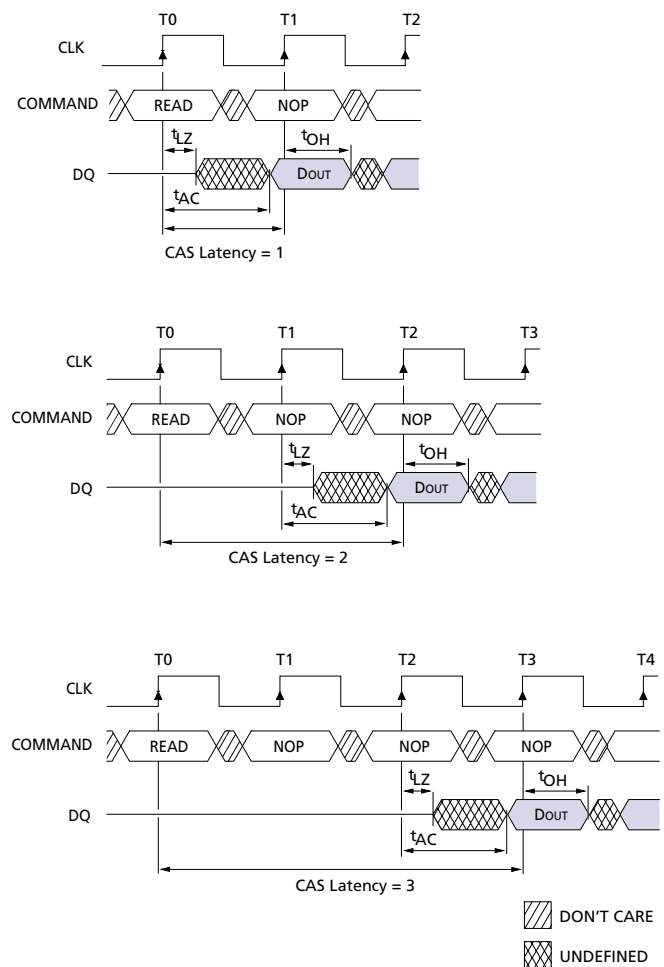 T0 T1 T2
CLK
COMMAND READ NOP
tLZ tOH
DQ DOUT
tAC
CAS Latency = 1
T0 T1 T2 T3
CLK
COMMAND READ NOP NOP
tLZ tOH
DQ DOUT
tAC
CAS Latency = 2
T0 T1 T2 T3 T4
CLK
COMMAND READ NOP NOP NOP
tLZ tOH
DQ DOUT
tAC
CAS Latency = 3
DON'T CARE
UNDEFINED